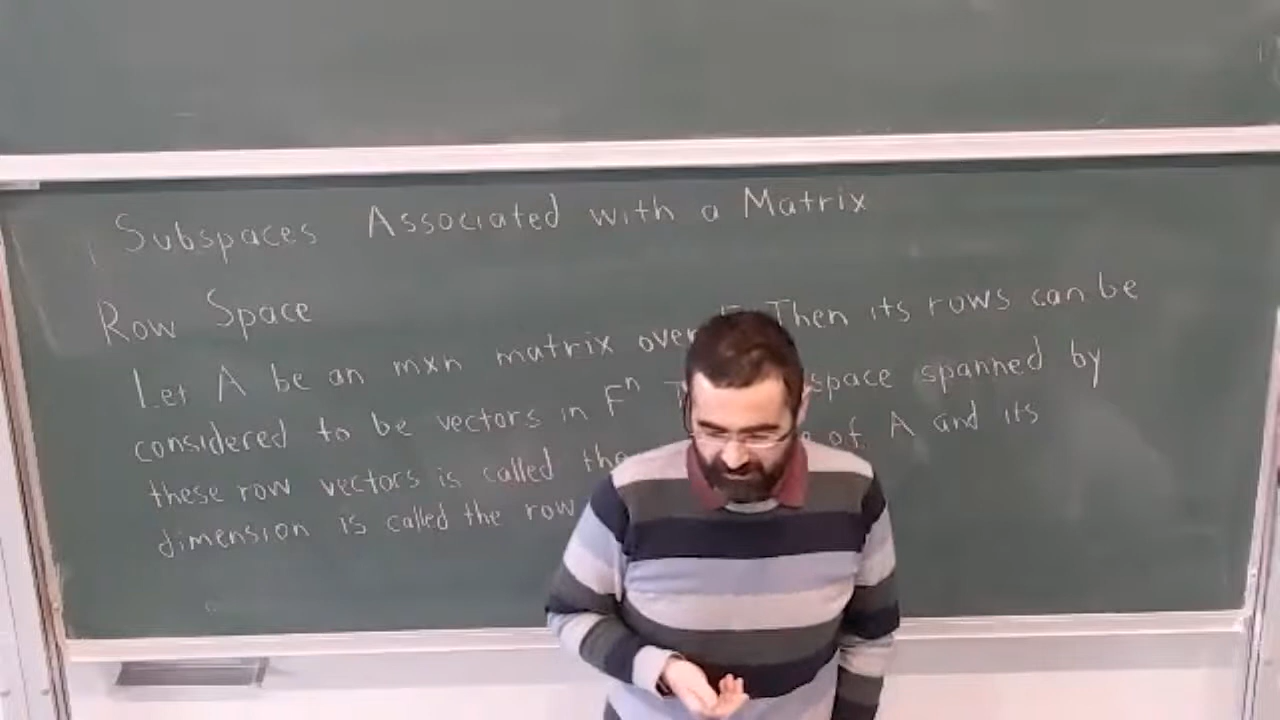 Subspaces Associated with a Matrix
Row Space
Let A be an mxn matrix over Then its rows can be
considered to be vectors in Fⁿ space spanned by
these row vectors is called the of A and its
dimension is called the row